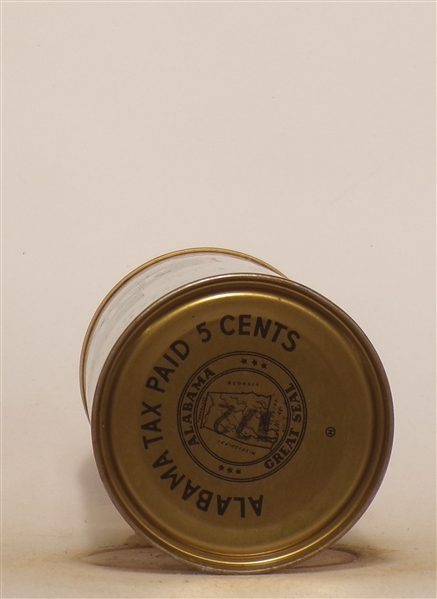 ALABAMA TAX PAID 5 CENTS
ALABAMA
GREAT SEAL
®